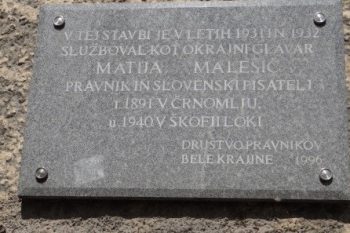 V TEJ STAVBI JE V LETIH 1931 IN 1932
SLUŽBOVAL KOT OKRAJNI GLAVAR
MATIJA MALEŠIČ
PRAVNIK IN SLOVENSKI PISATELJ
r. 1891 V ČRNOMLJU,
u. 1940 V ŠKOFJI LOKI
DRUŠTVO PRAVNIKOV
BELE KRAJINE 1996